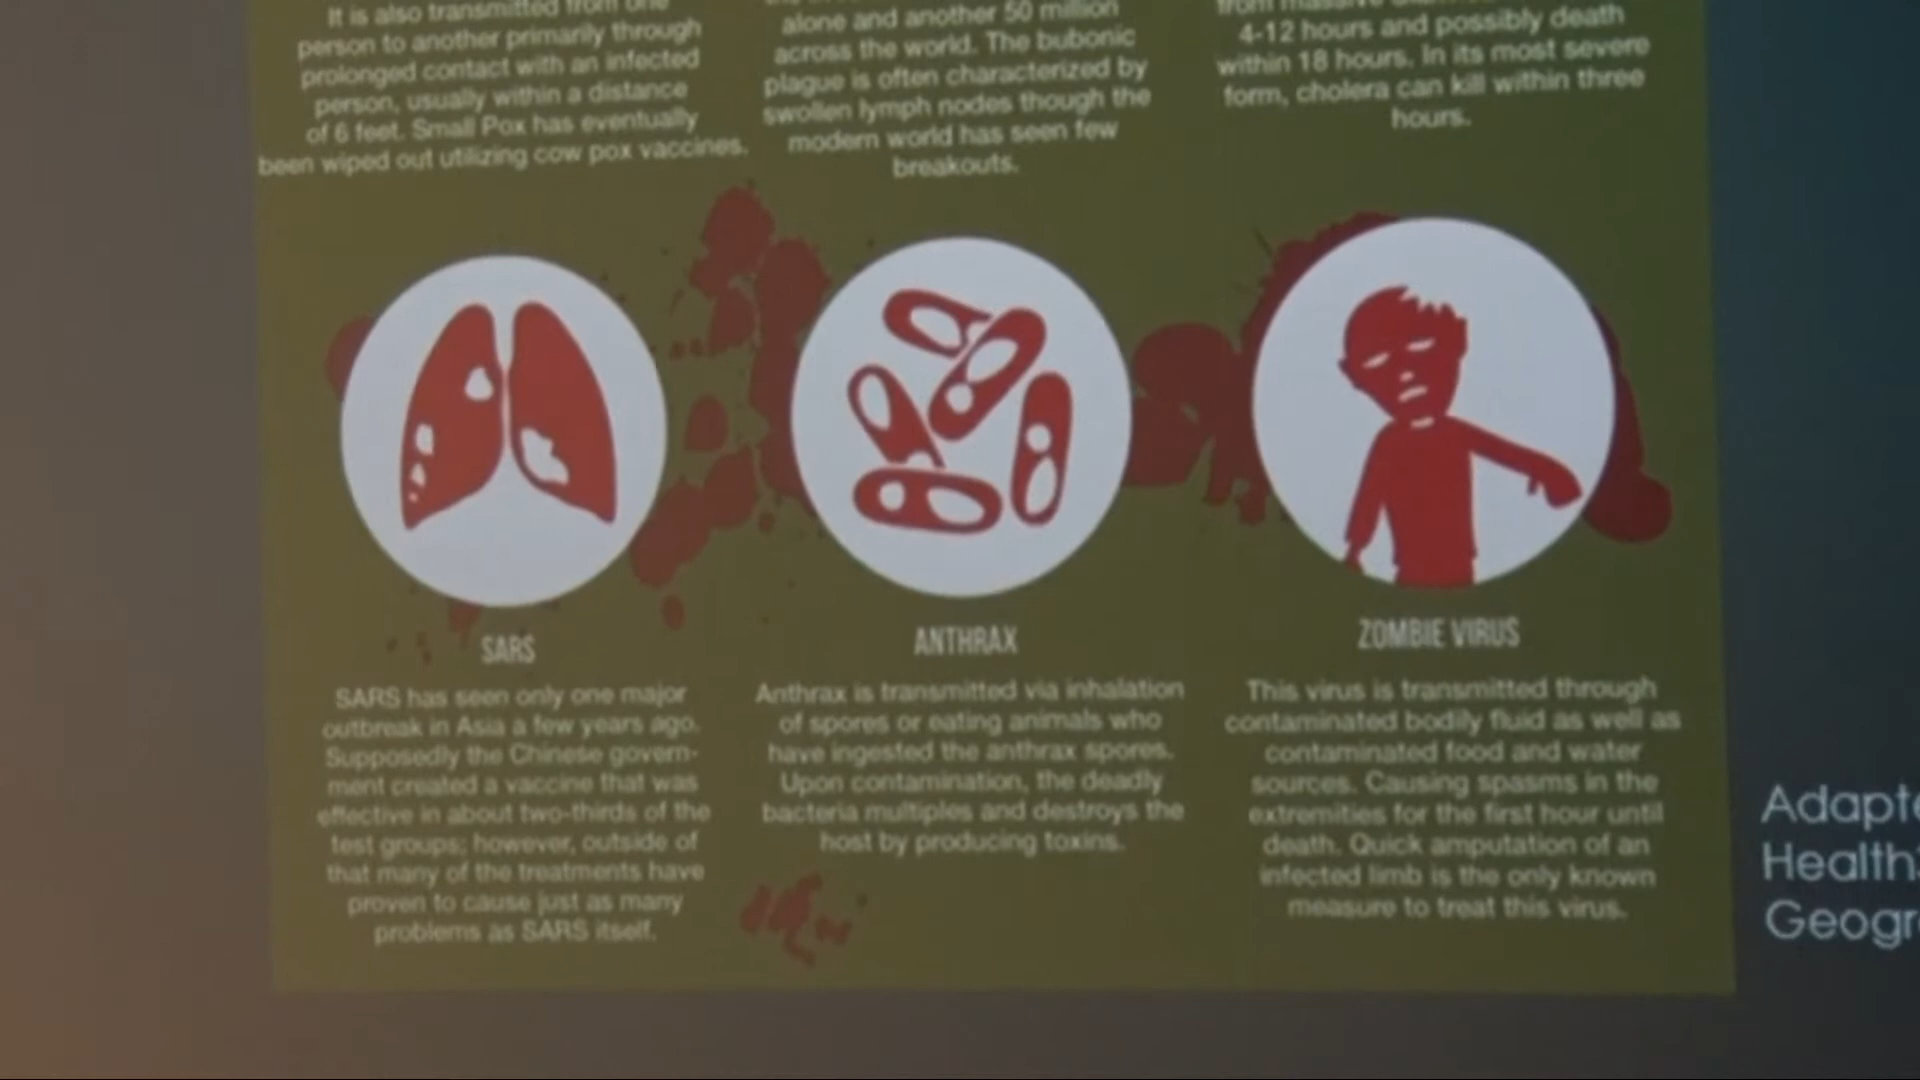 It is also transmitted from one
person to another primarily through
prolonged contact with an infected
person, usually within a distance
of 6 feet. Small Pox has eventually
been wiped out utilizing cow pox vaccines.
alone and another 50 million
across the world. The bubonic
plague is often characterized by
swollen lymph nodes though the
modern world has seen few
breakouts.
from massive
4-12 hours and possibly death
within 18 hours. In its most severe
form, cholera can kill within three
hours.
SARS
SARS has seen only one major
outbreak in Asia a few years ago.
Supposedly the Chinese govern-
ment created a vaccine that was
effective in about two-thirds of the
test groups; however, outside of
that many of the treatments have
proven to cause just as many
problems as SARS itself.
ANTHRAX
Anthrax is transmitted via inhalation
of spores or eating animals who
have ingested the anthrax spores.
Upon contamination, the deadly
bacteria multiples and destroys the
host by producing toxins.
ZOMBIE VIRUS
This virus is transmitted through
contaminated bodily fluid as well as
contaminated food and water
sources. Causing spasms in the
extremities for the first hour until
death. Quick amputation of an
infected limb is the only known
measure to treat this virus.
Adapte
Health
Geogr